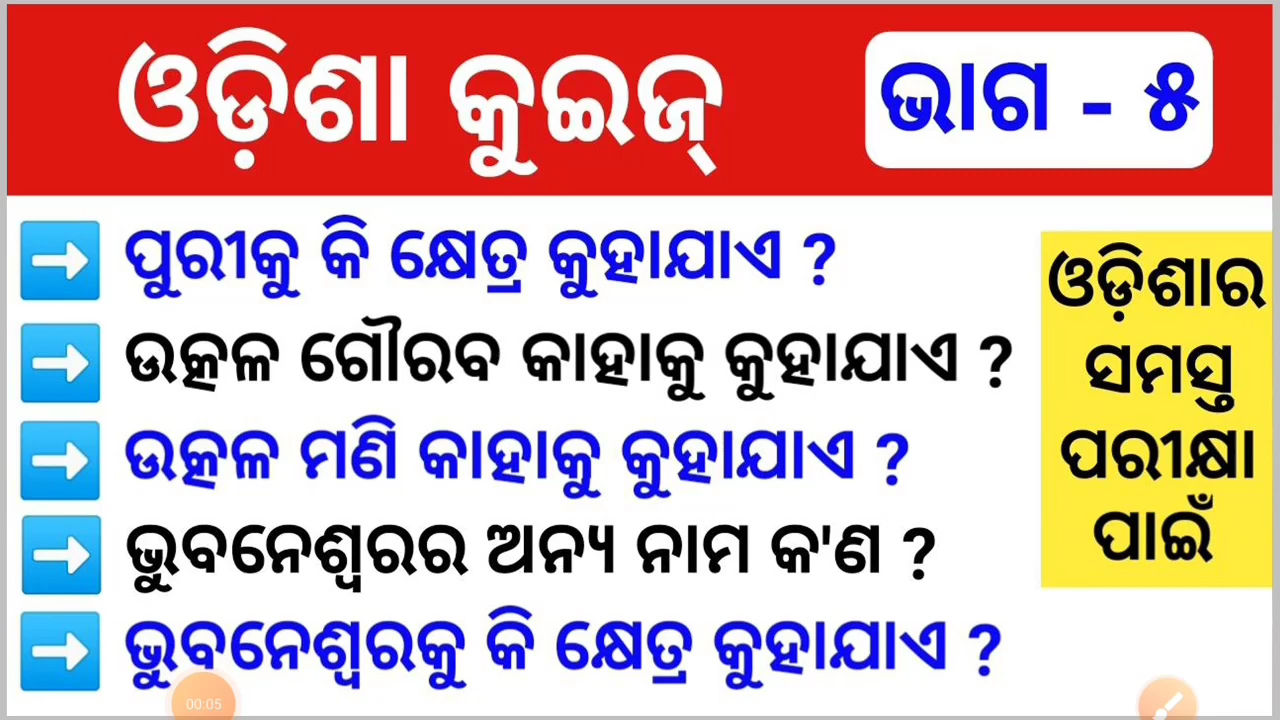 ଓଡ଼ିଶା କୁଇଜ୍
ଭାଗ - ୫
ପୁରୀକୁ କି କ୍ଷେତ୍ର କୁହାଯାଏ ?
ଉତ୍କଳ ଗୌରବ କାହାକୁ କୁହାଯାଏ ?
ଉତ୍କଳ ମଣି କାହାକୁ କୁହାଯାଏ ?
ଭୁବନେଶ୍ୱରର ଅନ୍ୟ ନାମ କ'ଣ ?
ଭୁବନେଶ୍ୱରକୁ କି କ୍ଷେତ୍ର କୁହାଯାଏ ?
ଓଡ଼ିଶାର
ସମସ୍ତ
ପରୀକ୍ଷା
ପାଇଁ
00:05